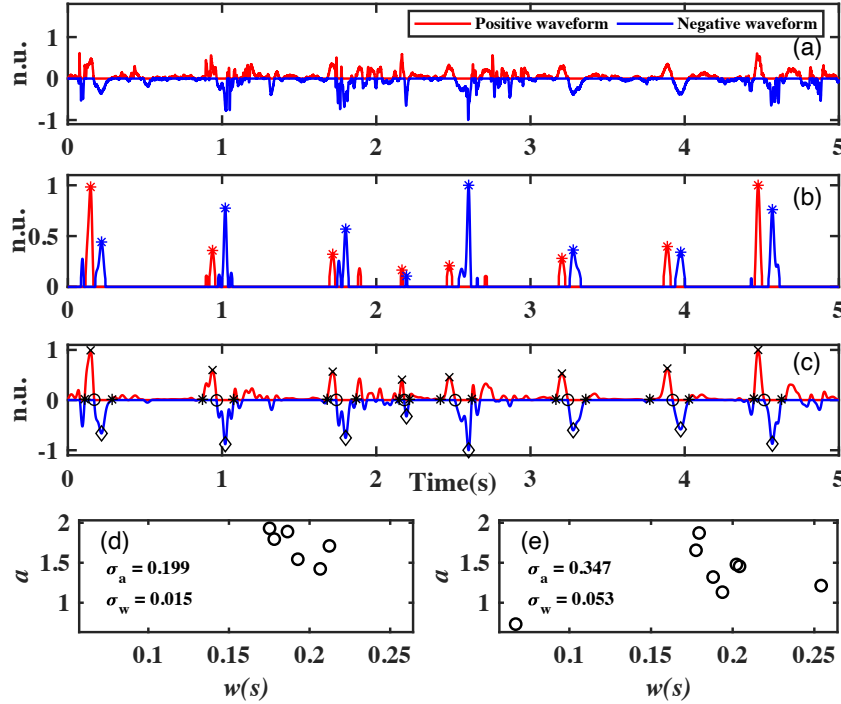 Positive waveform Negative waveform
(a)
n.u.
1
0
-1
0 1 2 3 4 5
(b)
n.u.
1
0.5
0
0 1 2 3 4 5
(c)
n.u.
1
0
-1
0 1 2 3 4 5
Time(s)
(d)
σa = 0.199
σw = 0.015
a
2
1.5
1
0.1 0.15 0.2 0.25
w(s)
(e)
σa = 0.347
σw = 0.053
a
2
1.5
1
0.1 0.15 0.2 0.25
w(s)